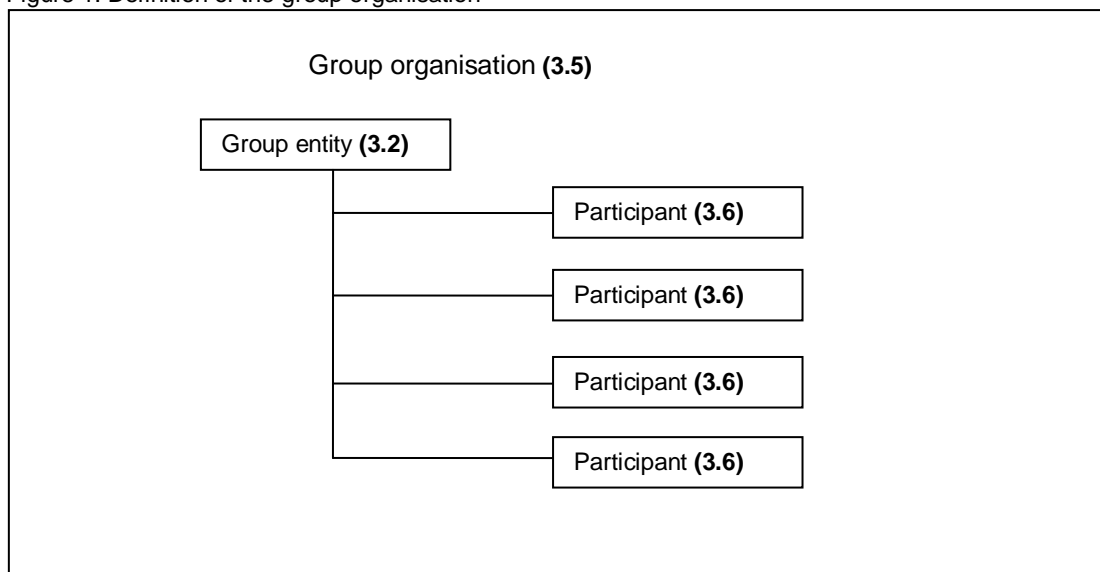 Figure 1: Definition of the group organisation
Group organisation (3.5)
Group entity (3.2)
Participant (3.6)
Participant (3.6)
Participant (3.6)
Participant (3.6)